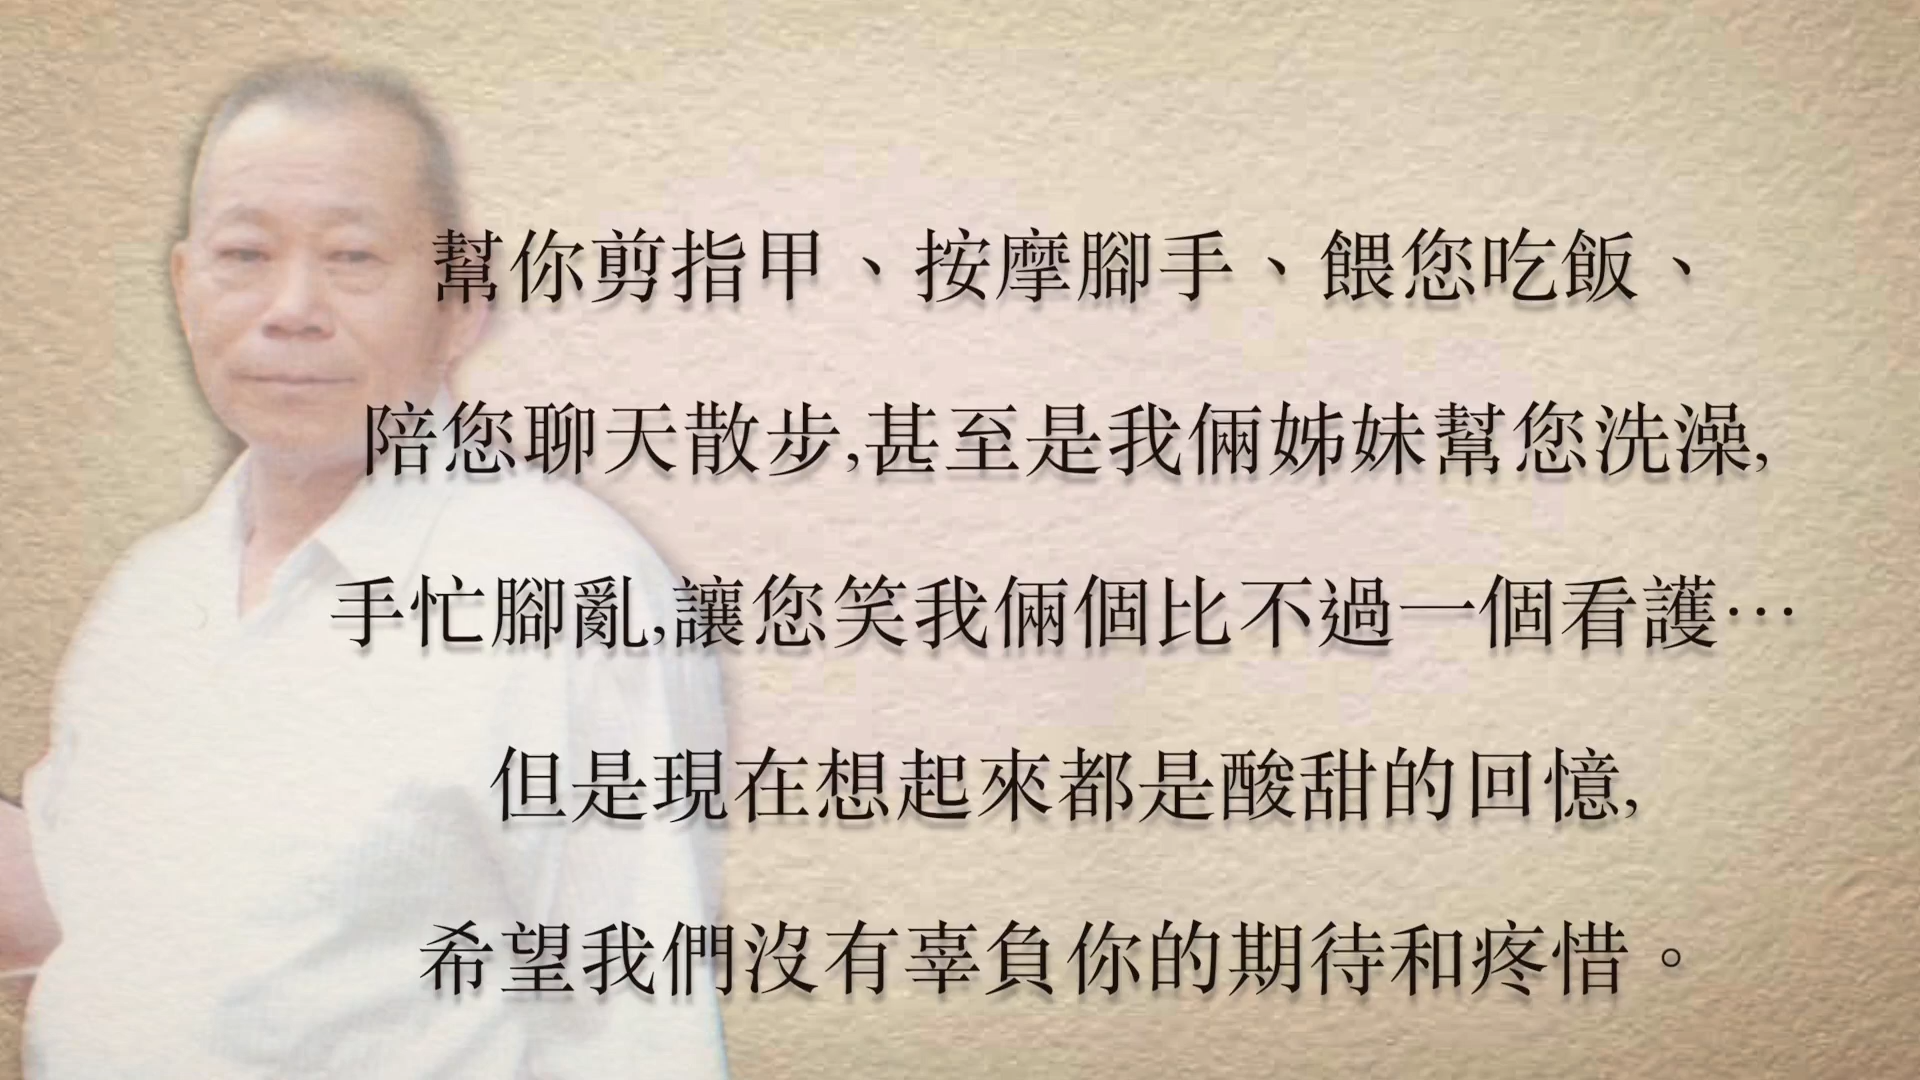 幫你剪指甲、按摩腳手、餵您吃飯、
陪您聊天散步,甚至是我倆姊妹幫您洗澡,
手忙腳亂,讓您笑我倆個比不過一個看護…
但是現在想起來都是酸甜的回憶,
希望我們沒有辜負你的期待和疼惜。